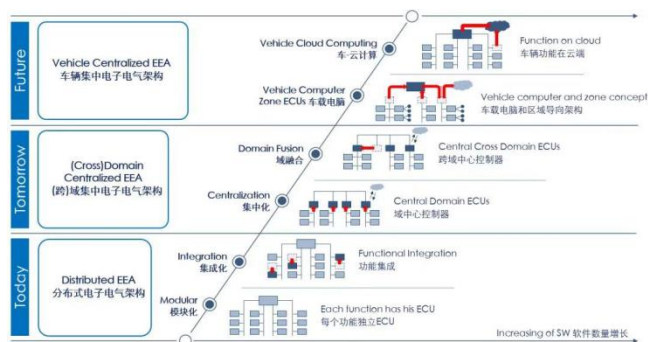 Future
Vehicle Centralized EEA
车辆集中电子电气架构
Vehicle Cloud Computing
车-云计算
Function on cloud
车辆功能在云端
Vehicle Computer
Zone ECUs 车载电脑
Vehicle computer and zone concept
车载电脑和区域导向架构
Tomorrow
(Cross)Domain
Centralized EEA
(跨)域集中电子电气架构
Domain Fusion
域融合
Central Cross Domain ECUs
跨域中心控制器
Centralization
集中化
Central Domain ECUs
域中心控制器
Today
Distributed EEA
分布式电子电气架构
Integration
集成化
Functional Integration
功能集成
Modular
模块化
Each function has his ECU
每个功能独立ECU
Increasing of SW 软件数量增长